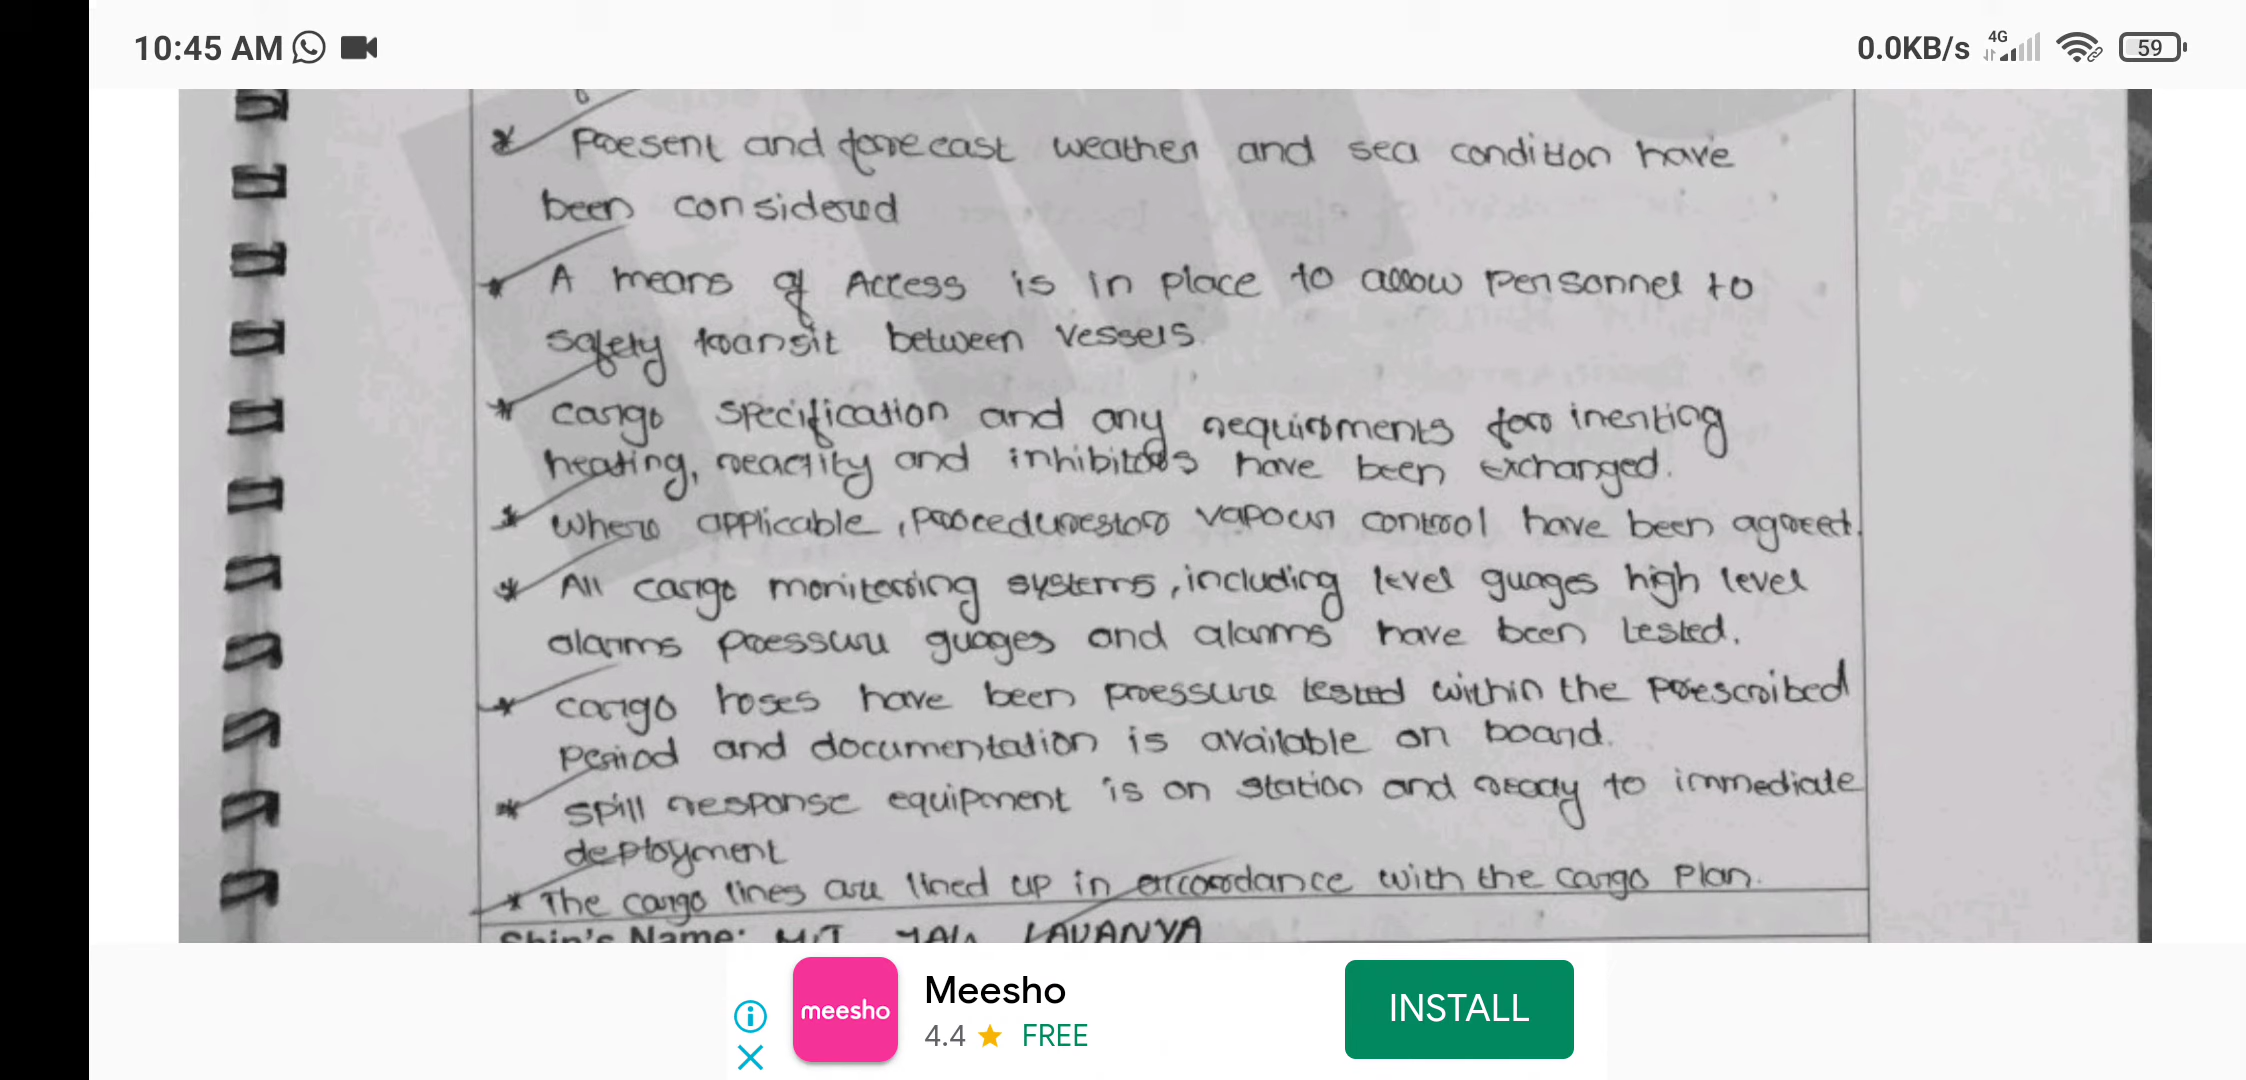 10:45 AM
0.0KB/s 4G 59
* Present and forecast weather and sea condition have
been considered
* A means of Access is in place to allow personnel to
safety transit between vessels.
* cargo specification and any requirments for inerting
heating, reactity and inhibitors have been exchanged.
* where applicable, procedures for vapour control have been agreed.
* All cargo monitoring systems, including level guages high level
alarms pressure guages and alarms have been tested.
* cargo hoses have been pressure tested within the prescribed
period and documentation is available on board.
* spill response equipment is on station and ready to immediate
deployment
* The cargo lines are lined up in accordance with the cargo plan.
Ship's Name: M.T JAG LAVANYA
meesho
Meesho
4.4 ★ FREE
INSTALL